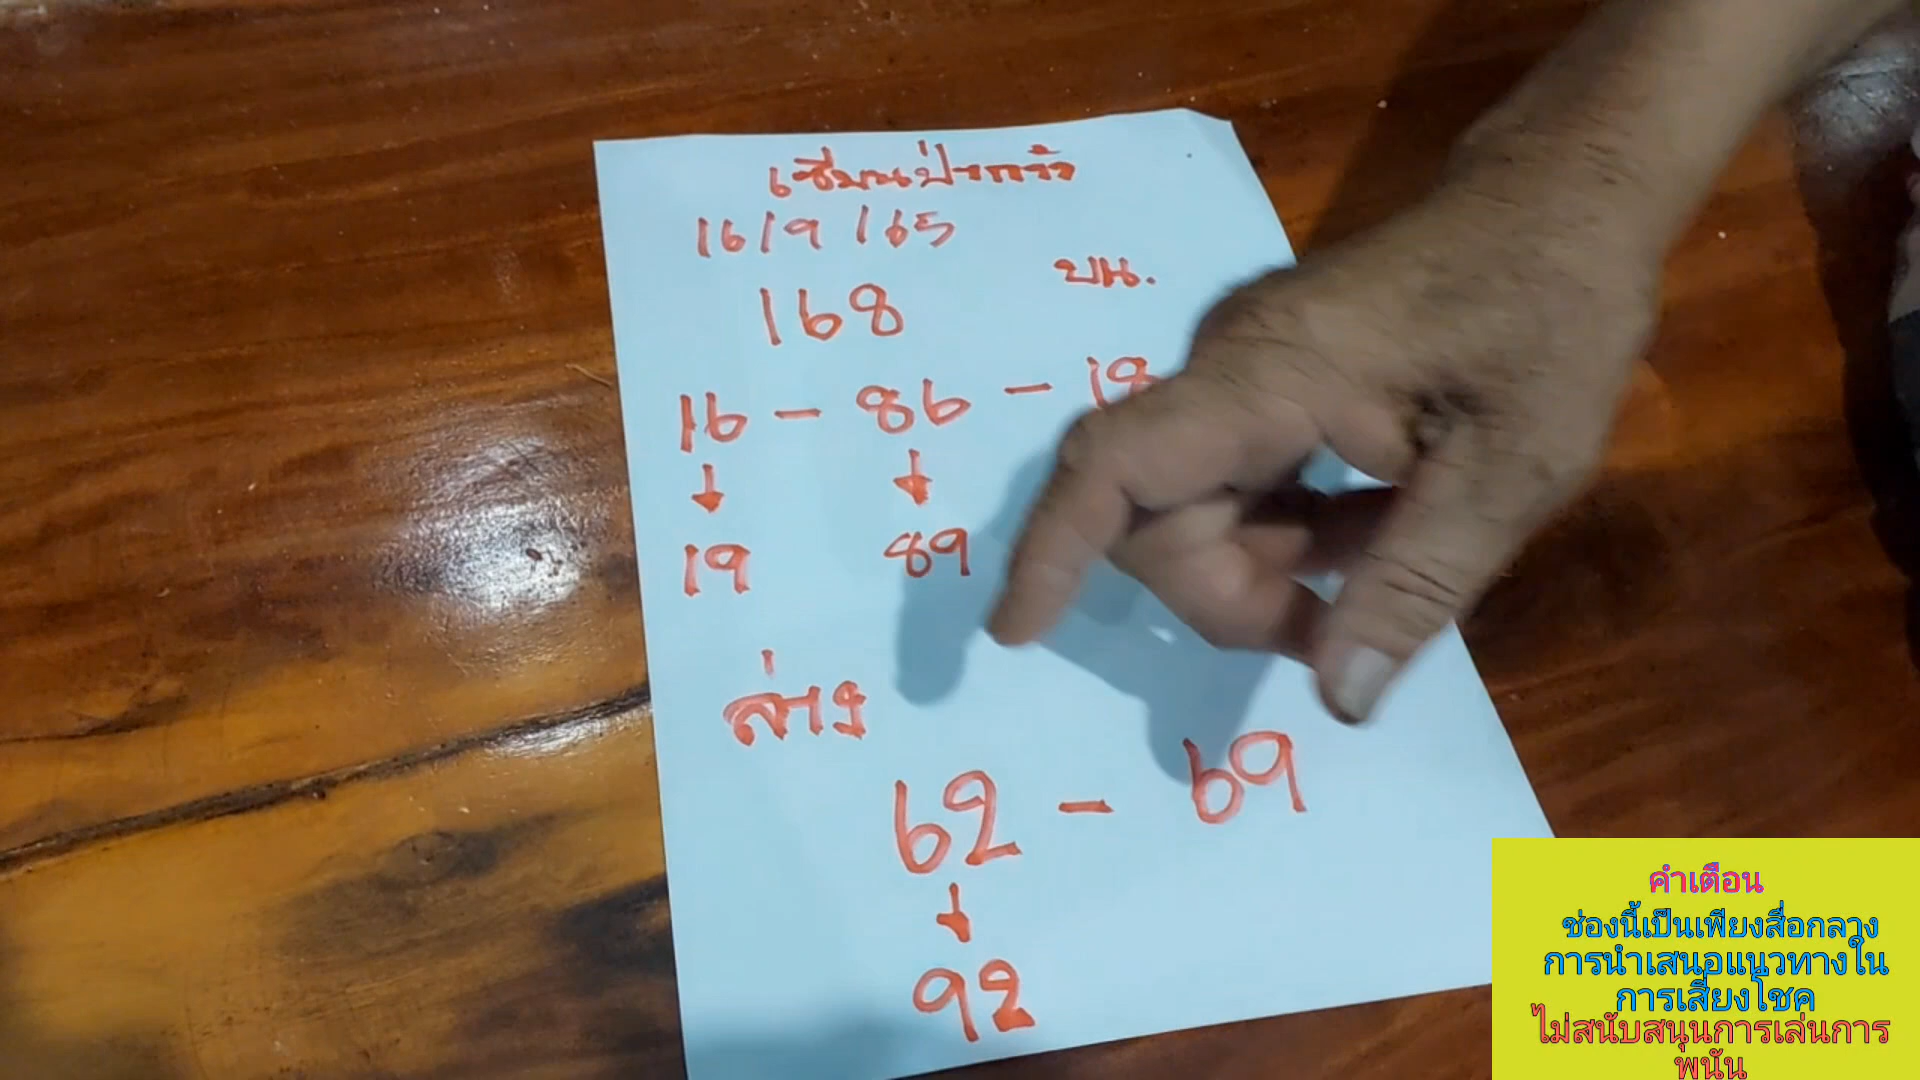 เซียนปรกรัว
16/9/65
บน.
168
16 - 86 - 18
↓ ↓
19 89
ล่าง
62 - 69
↓
92
คำเตือน
ช่องนี้เป็นเพียงสื่อกลาง
การนำเสนอแนวทางใน
การเสี่ยงโชค
ไม่สนับสนุนการเล่นการ
พนัน